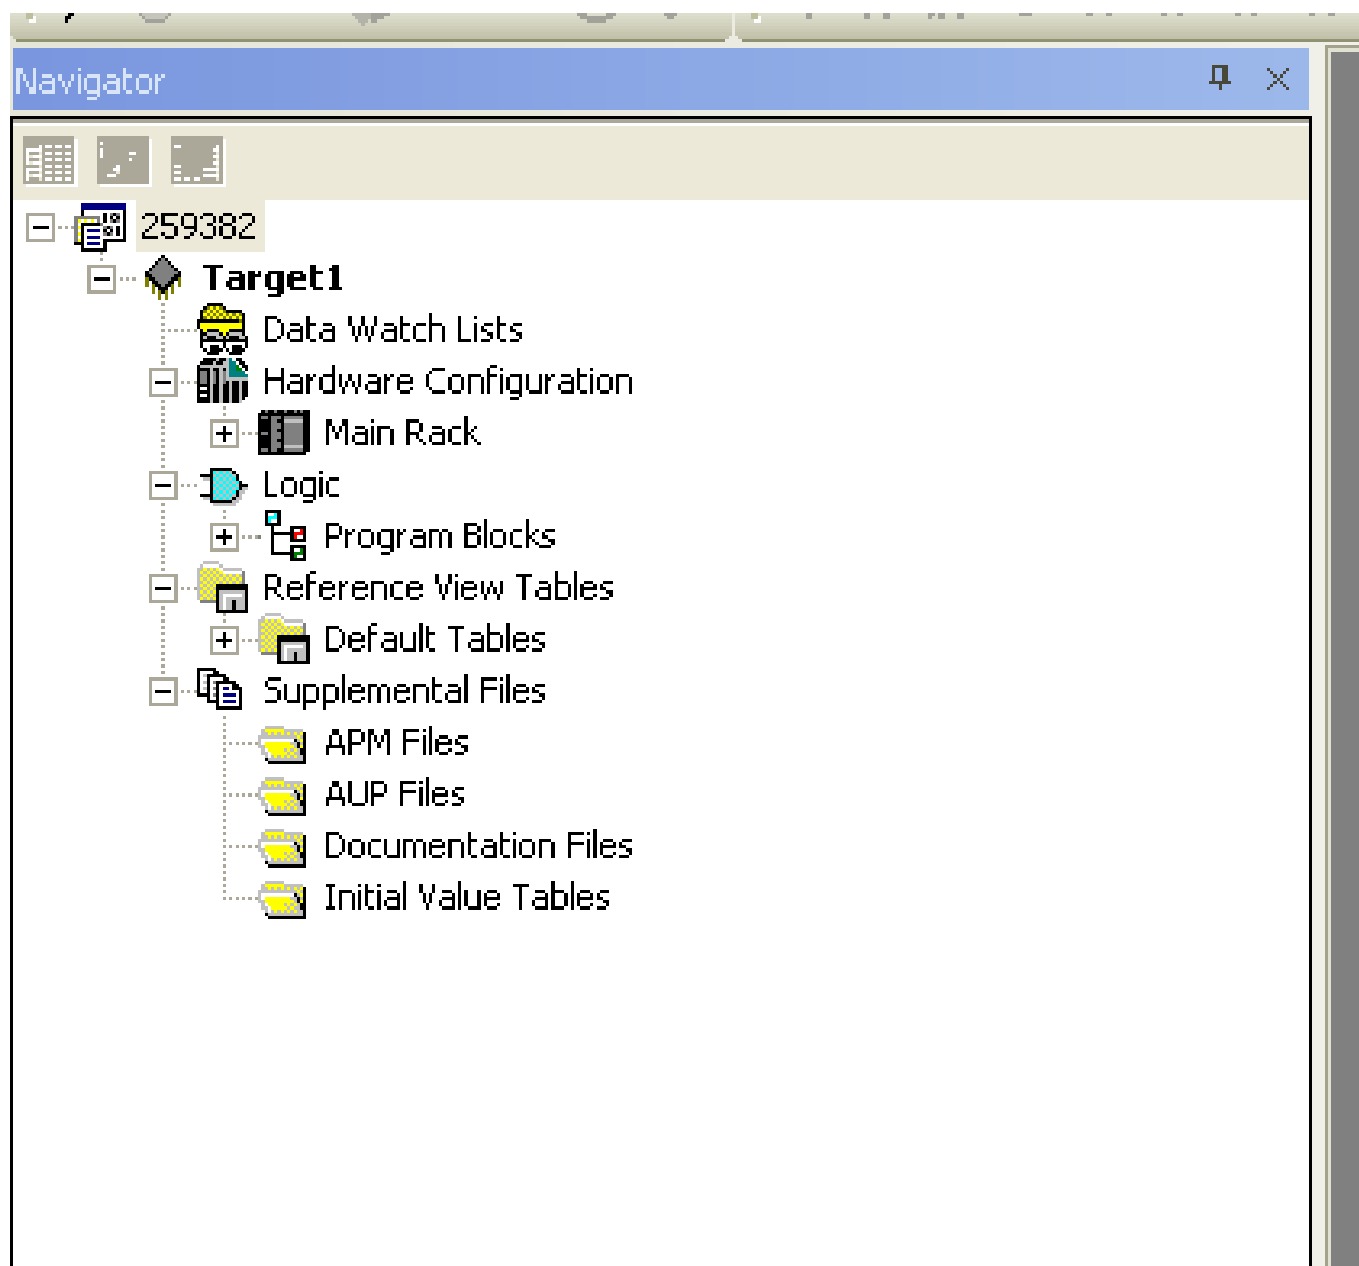 Navigator
259382
Target1
Data Watch Lists
Hardware Configuration
Main Rack
Logic
Program Blocks
Reference View Tables
Default Tables
Supplemental Files
APM Files
AUP Files
Documentation Files
Initial Value Tables